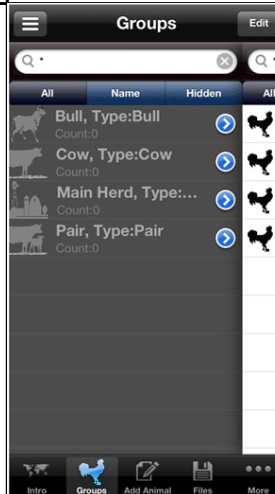 Groups
Edit
*
All Name Hidden
All
Bull, Type:Bull
Count:0
Cow, Type:Cow
Count:0
Main Herd, Type:...
Count:0
Pair, Type:Pair
Count:0
Intro Groups Add Animal Files More